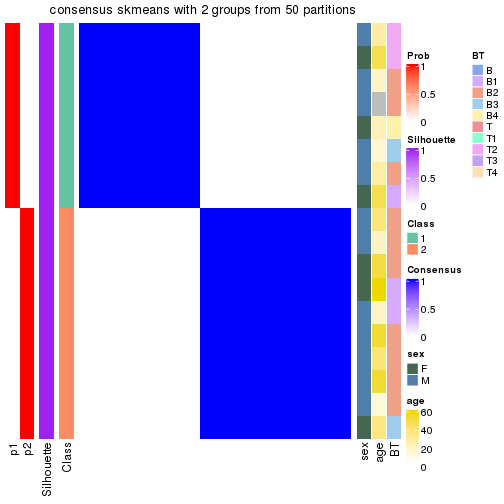 consensus skmeans with 2 groups from 50 partitions
Prob
1
0.5
0
Silhouette
1
0.5
0
Class
1
2
Consensus
1
0.5
0
sex
F
M
age
60
40
20
0
BT
B
B1
B2
B3
B4
T
T1
T2
T3
T4
p1
p2
Silhouette
Class
sex
age
BT